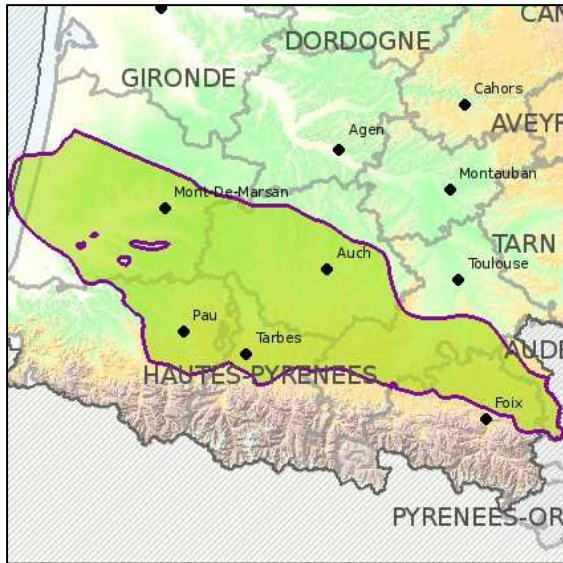 CAN
DORDOGNE
GIRONDE
Cahors
AVEYR
Agen
Montauban
Mont-De-Marsan
TARN
Auch
Toulouse
Pau
Tarbes
AUDE
HAUTES-PYRENEES
Foix
PYRENEES-OR